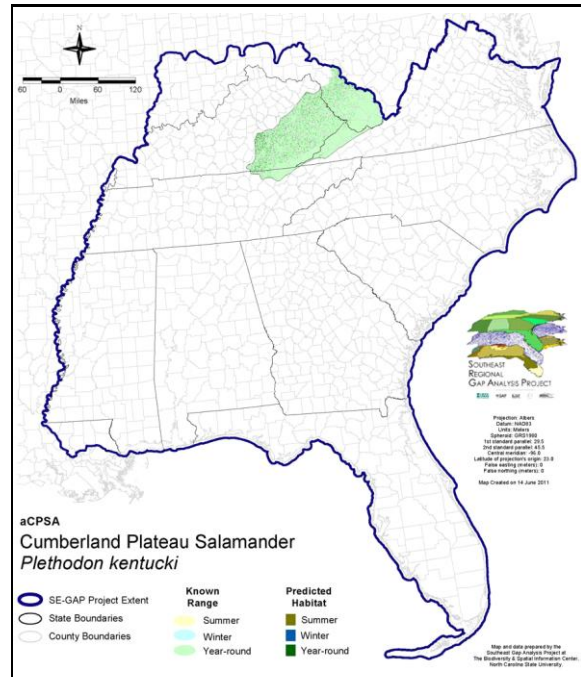 N
60 0 60 120
Miles
SOUTHEAST
REGIONAL
GAP ANALYSIS PROJECT
Projection: Albers
Datum: NAD83
Units: Meters
Spheroid: GRS1980
1st standard parallel: 29.5
2nd standard parallel: 45.5
Central meridian: -96.0
Latitude of projection's origin: 23.0
False easting (meters): 0
False northing (meters): 0
Map Created on 14 June 2011
aCPSA
Cumberland Plateau Salamander
Plethodon kentucki
SE-GAP Project Extent
State Boundaries
County Boundaries
Known
Range
Summer
Winter
Year-round
Predicted
Habitat
Summer
Winter
Year-round
Map and data prepared by the
Southeast Gap Analysis Project at
The Biodiversity & Spatial Information Center,
North Carolina State University.